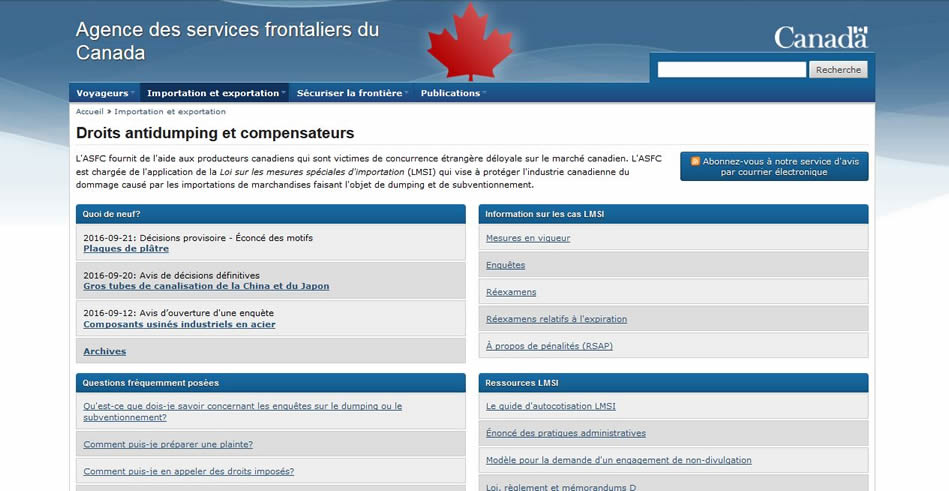 Agence des services frontaliers du
Canada
Canada
Recherche
Voyageurs
Importation et exportation
Sécuriser la frontière
Publications
Accueil » Importation et exportation
Droits antidumping et compensateurs
L'ASFC fournit de l'aide aux producteurs canadiens qui sont victimes de concurrence étrangère déloyale sur le marché canadien. L'ASFC
est chargée de l'application de la Loi sur les mesures spéciales d'importation (LMSI) qui vise à protéger l'industrie canadienne du
dommage causé par les importations de marchandises faisant l'objet de dumping et de subventionnement.
Abonnez-vous à notre service d'avis
par courrier électronique
Quoi de neuf?
2016-09-21: Décisions provisoire - Éconcé des motifs
Plaques de plâtre
2016-09-20: Avis de décisions définitives
Gros tubes de canalisation de la China et du Japon
2016-09-12: Avis d'ouverture d'une enquête
Composants usinés industriels en acier
Archives
Information sur les cas LMSI
Mesures en vigueur
Enquêtes
Réexamens
Réexamens relatifs à l'expiration
À propos de pénalités (RSAP)
Questions fréquemment posées
Qu'est-ce que dois-je savoir concernant les enquêtes sur le dumping ou le
subventionnement?
Comment puis-je préparer une plainte?
Comment puis-je en appeler des droits imposés?
Ressources LMSI
Le guide d'autocotisation LMSI
Énoncé des pratiques administratives
Modèle pour la demande d'un engagement de non-divulgation
Loi, règlement et mémorandums D